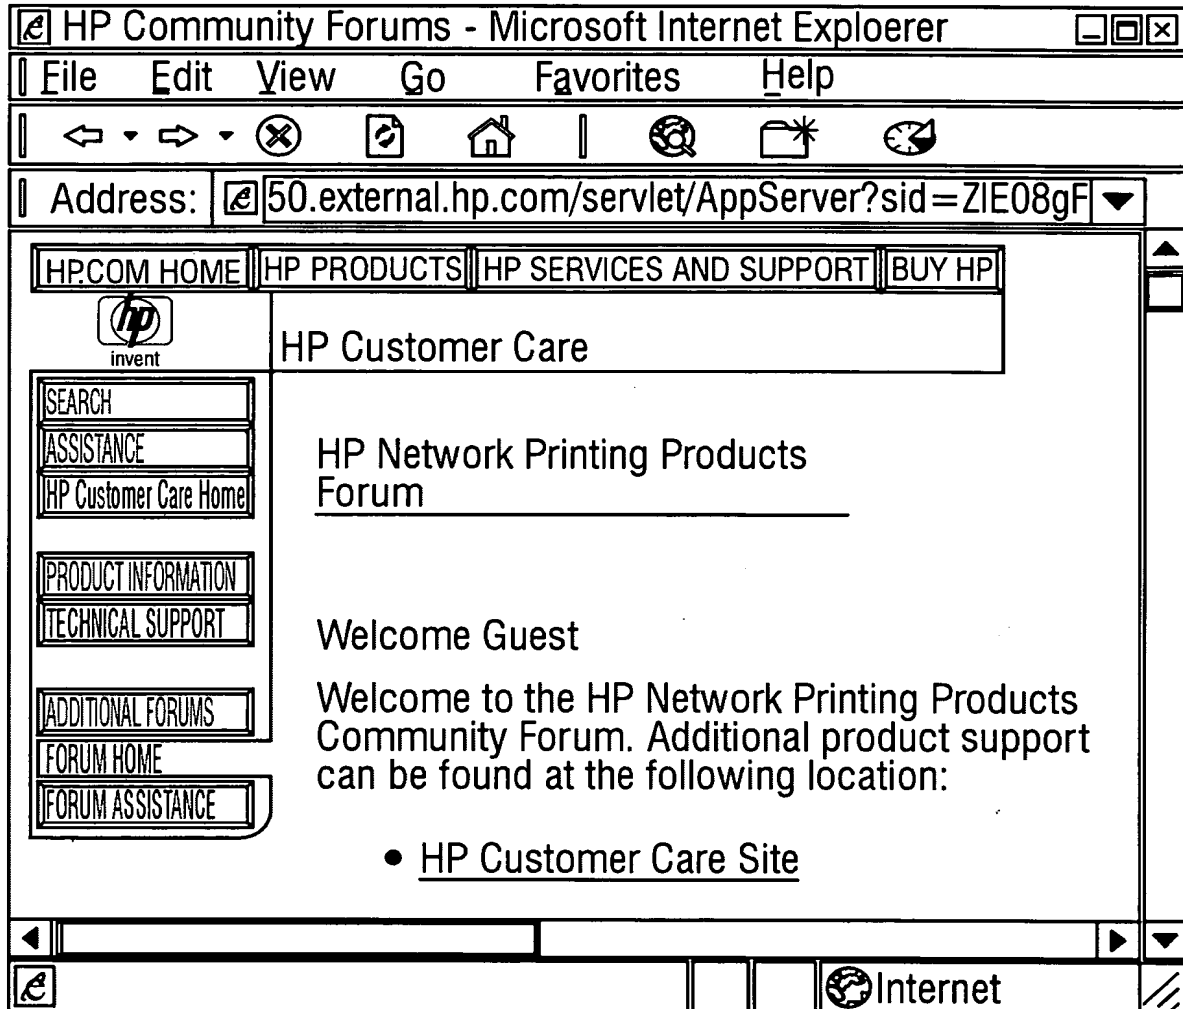 HP Community Forums - Microsoft Internet Exploerer
File Edit View Go Favorites Help
Address: 50.external.hp.com/servlet/AppServer?sid=ZIE08gF
HP.COM HOME HP PRODUCTS HP SERVICES AND SUPPORT BUY HP
hp
invent
HP Customer Care
SEARCH
ASSISTANCE
HP Customer Care Home
PRODUCT INFORMATION
TECHNICAL SUPPORT
ADDITIONAL FORUMS
FORUM HOME
FORUM ASSISTANCE
HP Network Printing Products
Forum
Welcome Guest
Welcome to the HP Network Printing Products
Community Forum. Additional product support
can be found at the following location:
• HP Customer Care Site
Internet